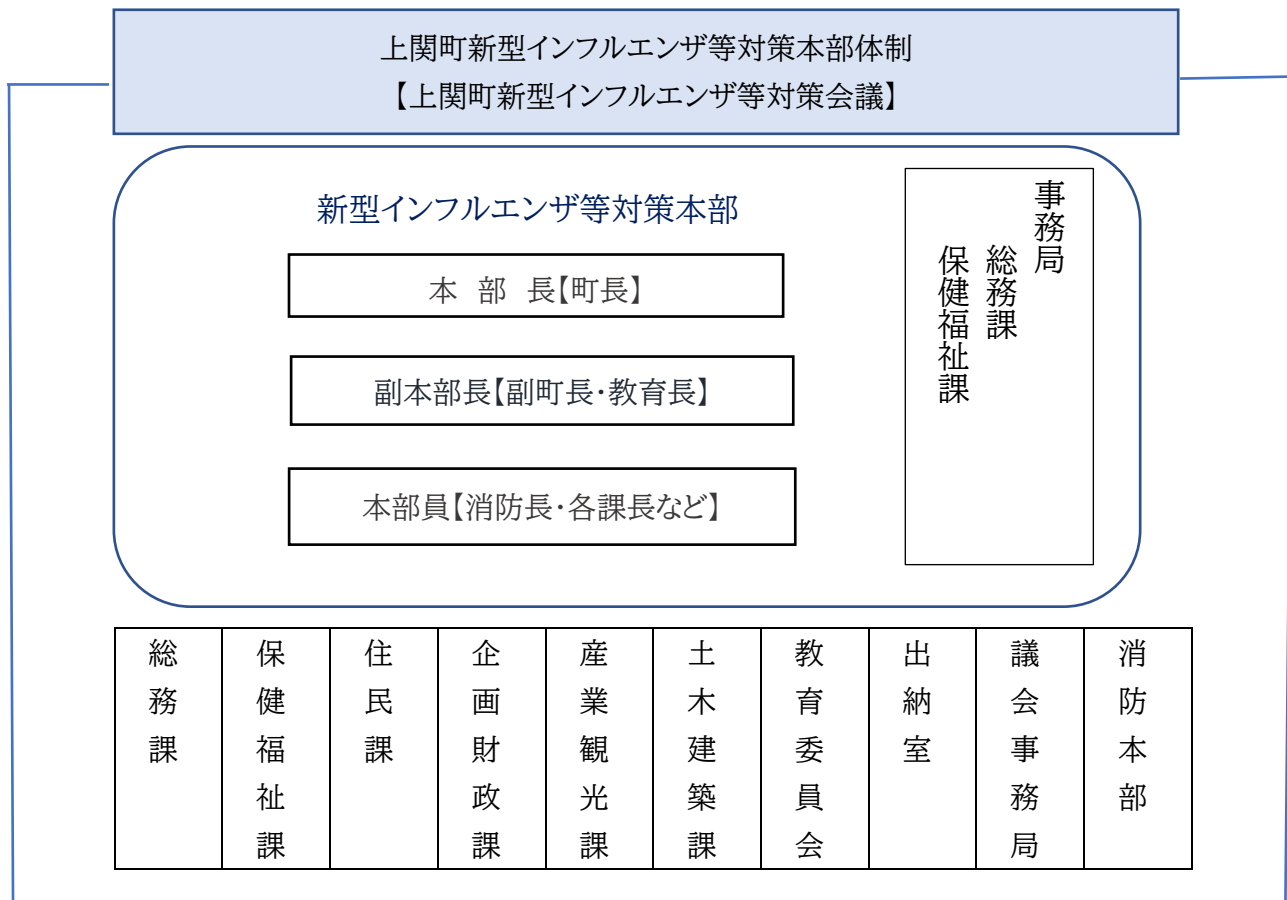 上関町新型インフルエンザ等対策本部体制
【上関町新型インフルエンザ等対策会議】
新型インフルエンザ等対策本部
本 部 長【町長】
副本部長【副町長・教育長】
本部員【消防長・各課長など】
事務局
総務課
保健福祉課
総務課
保健福祉課
住民課
企画財政課
産業観光課
土木建築課
教育委員会
出納室
議会事務局
消防本部